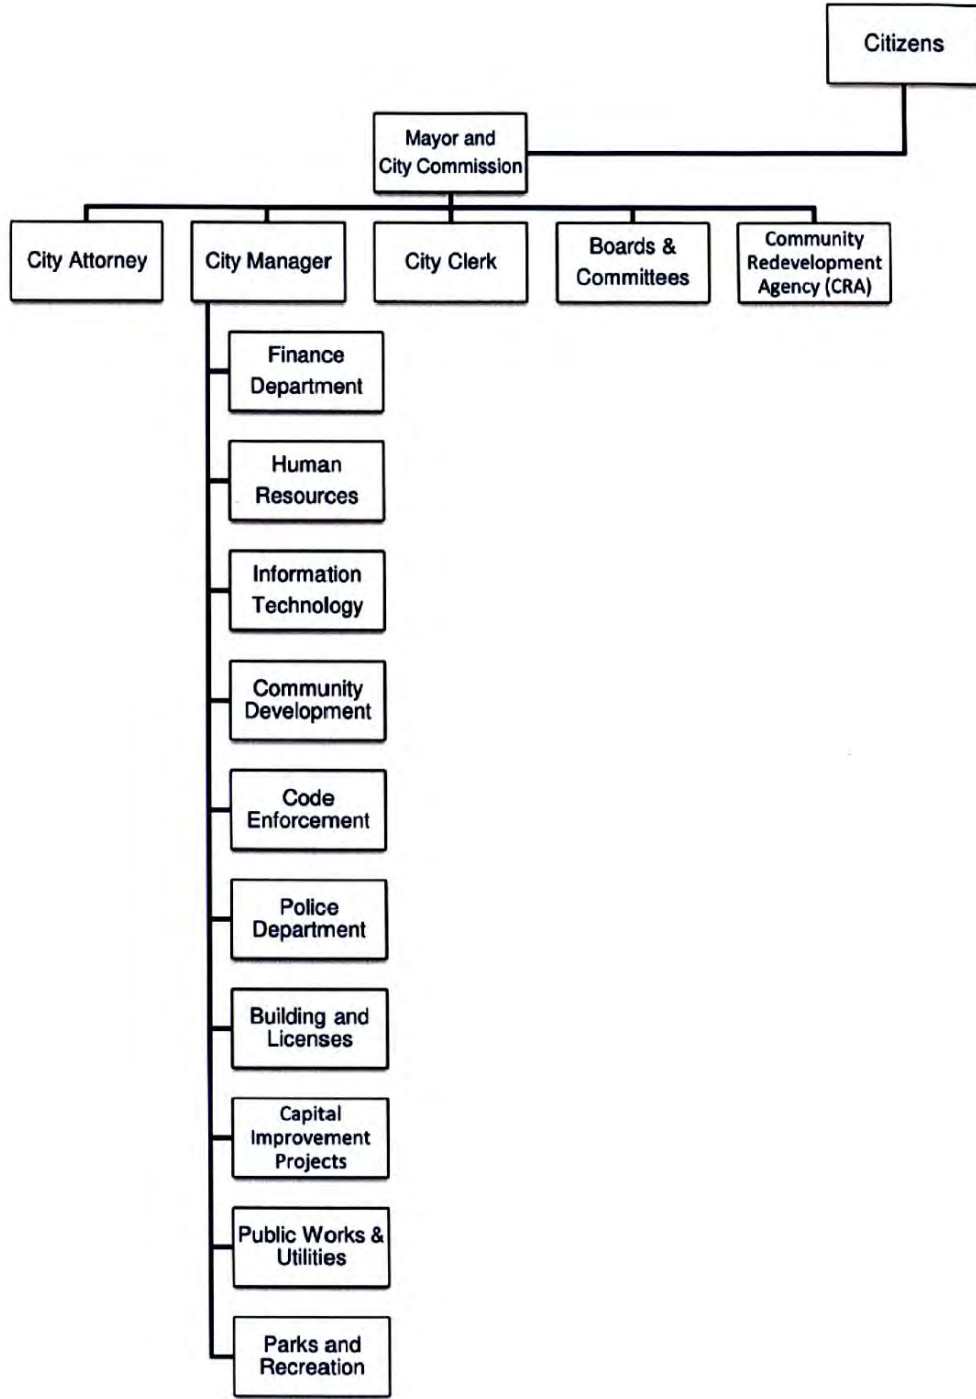 Citizens
Mayor and
City Commission
City Attorney
City Manager
City Clerk
Boards &
Committees
Community
Redevelopment
Agency (CRA)
Finance
Department
Human
Resources
Information
Technology
Community
Development
Code
Enforcement
Police
Department
Building and
Licenses
Capital
Improvement
Projects
Public Works &
Utilities
Parks and
Recreation